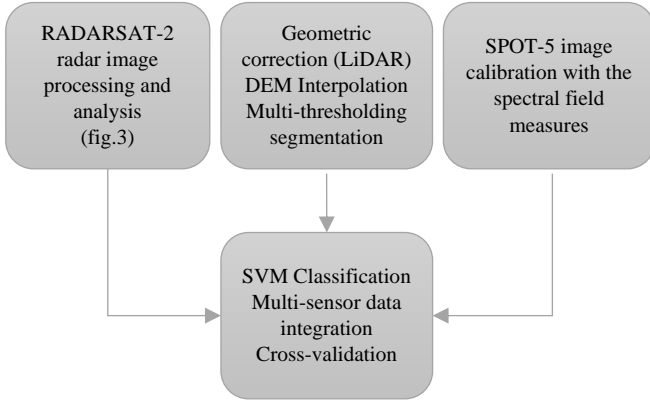 RADARSAT-2
radar image
processing and
analysis
(fig.3)
Geometric
correction (LiDAR)
DEM Interpolation
Multi-thresholding
segmentation
SPOT-5 image
calibration with the
spectral field
measures
SVM Classification
Multi-sensor data
integration
Cross-validation